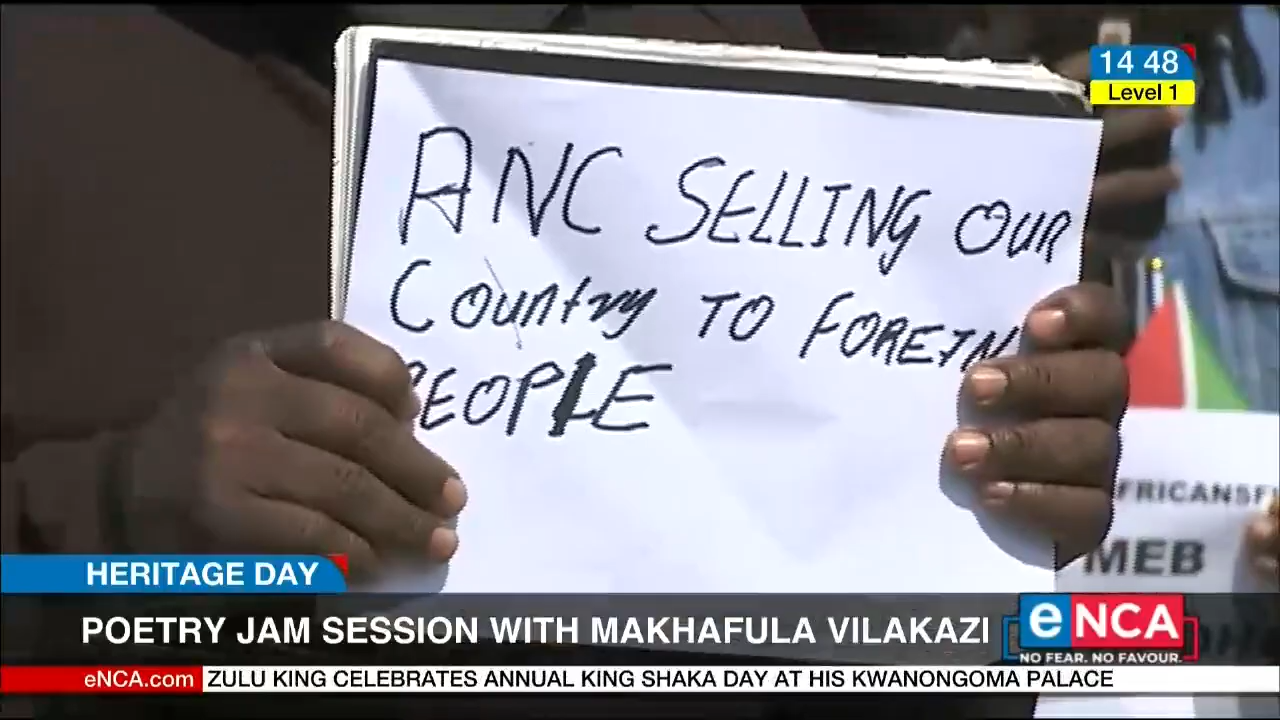 14 48
Level 1
ANC SELLING OUR
COUNTRY TO FOREIN
PEOPLE
FRICANSF
MEB
HERITAGE DAY
POETRY JAM SESSION WITH MAKHAFULA VILAKAZI
eNCA
NO FEAR. NO FAVOUR.
eNCA.com ZULU KING CELEBRATES ANNUAL KING SHAKA DAY AT HIS KWANONGOMA PALACE